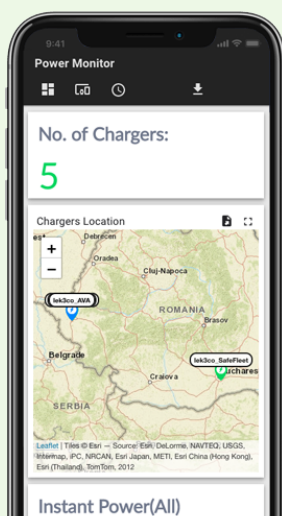 9:41
Power Monitor
No. of Chargers:
5
Chargers Location
Debrecen
Oradea
Cluj-Napoca
+
−
lek3co_AVA
ROMANIA
Brasov
Belgrade
lek3co_SafeFleet
uchares
Craiova
SERBIA
Leaflet | Tiles © Esri — Source: Esri, DeLorme, NAVTEQ, USGS,
Intermap, iPC, NRCAN, Esri Japan, METI, Esri China (Hong Kong),
Esri (Thailand), TomTom, 2012
Instant Power(All)